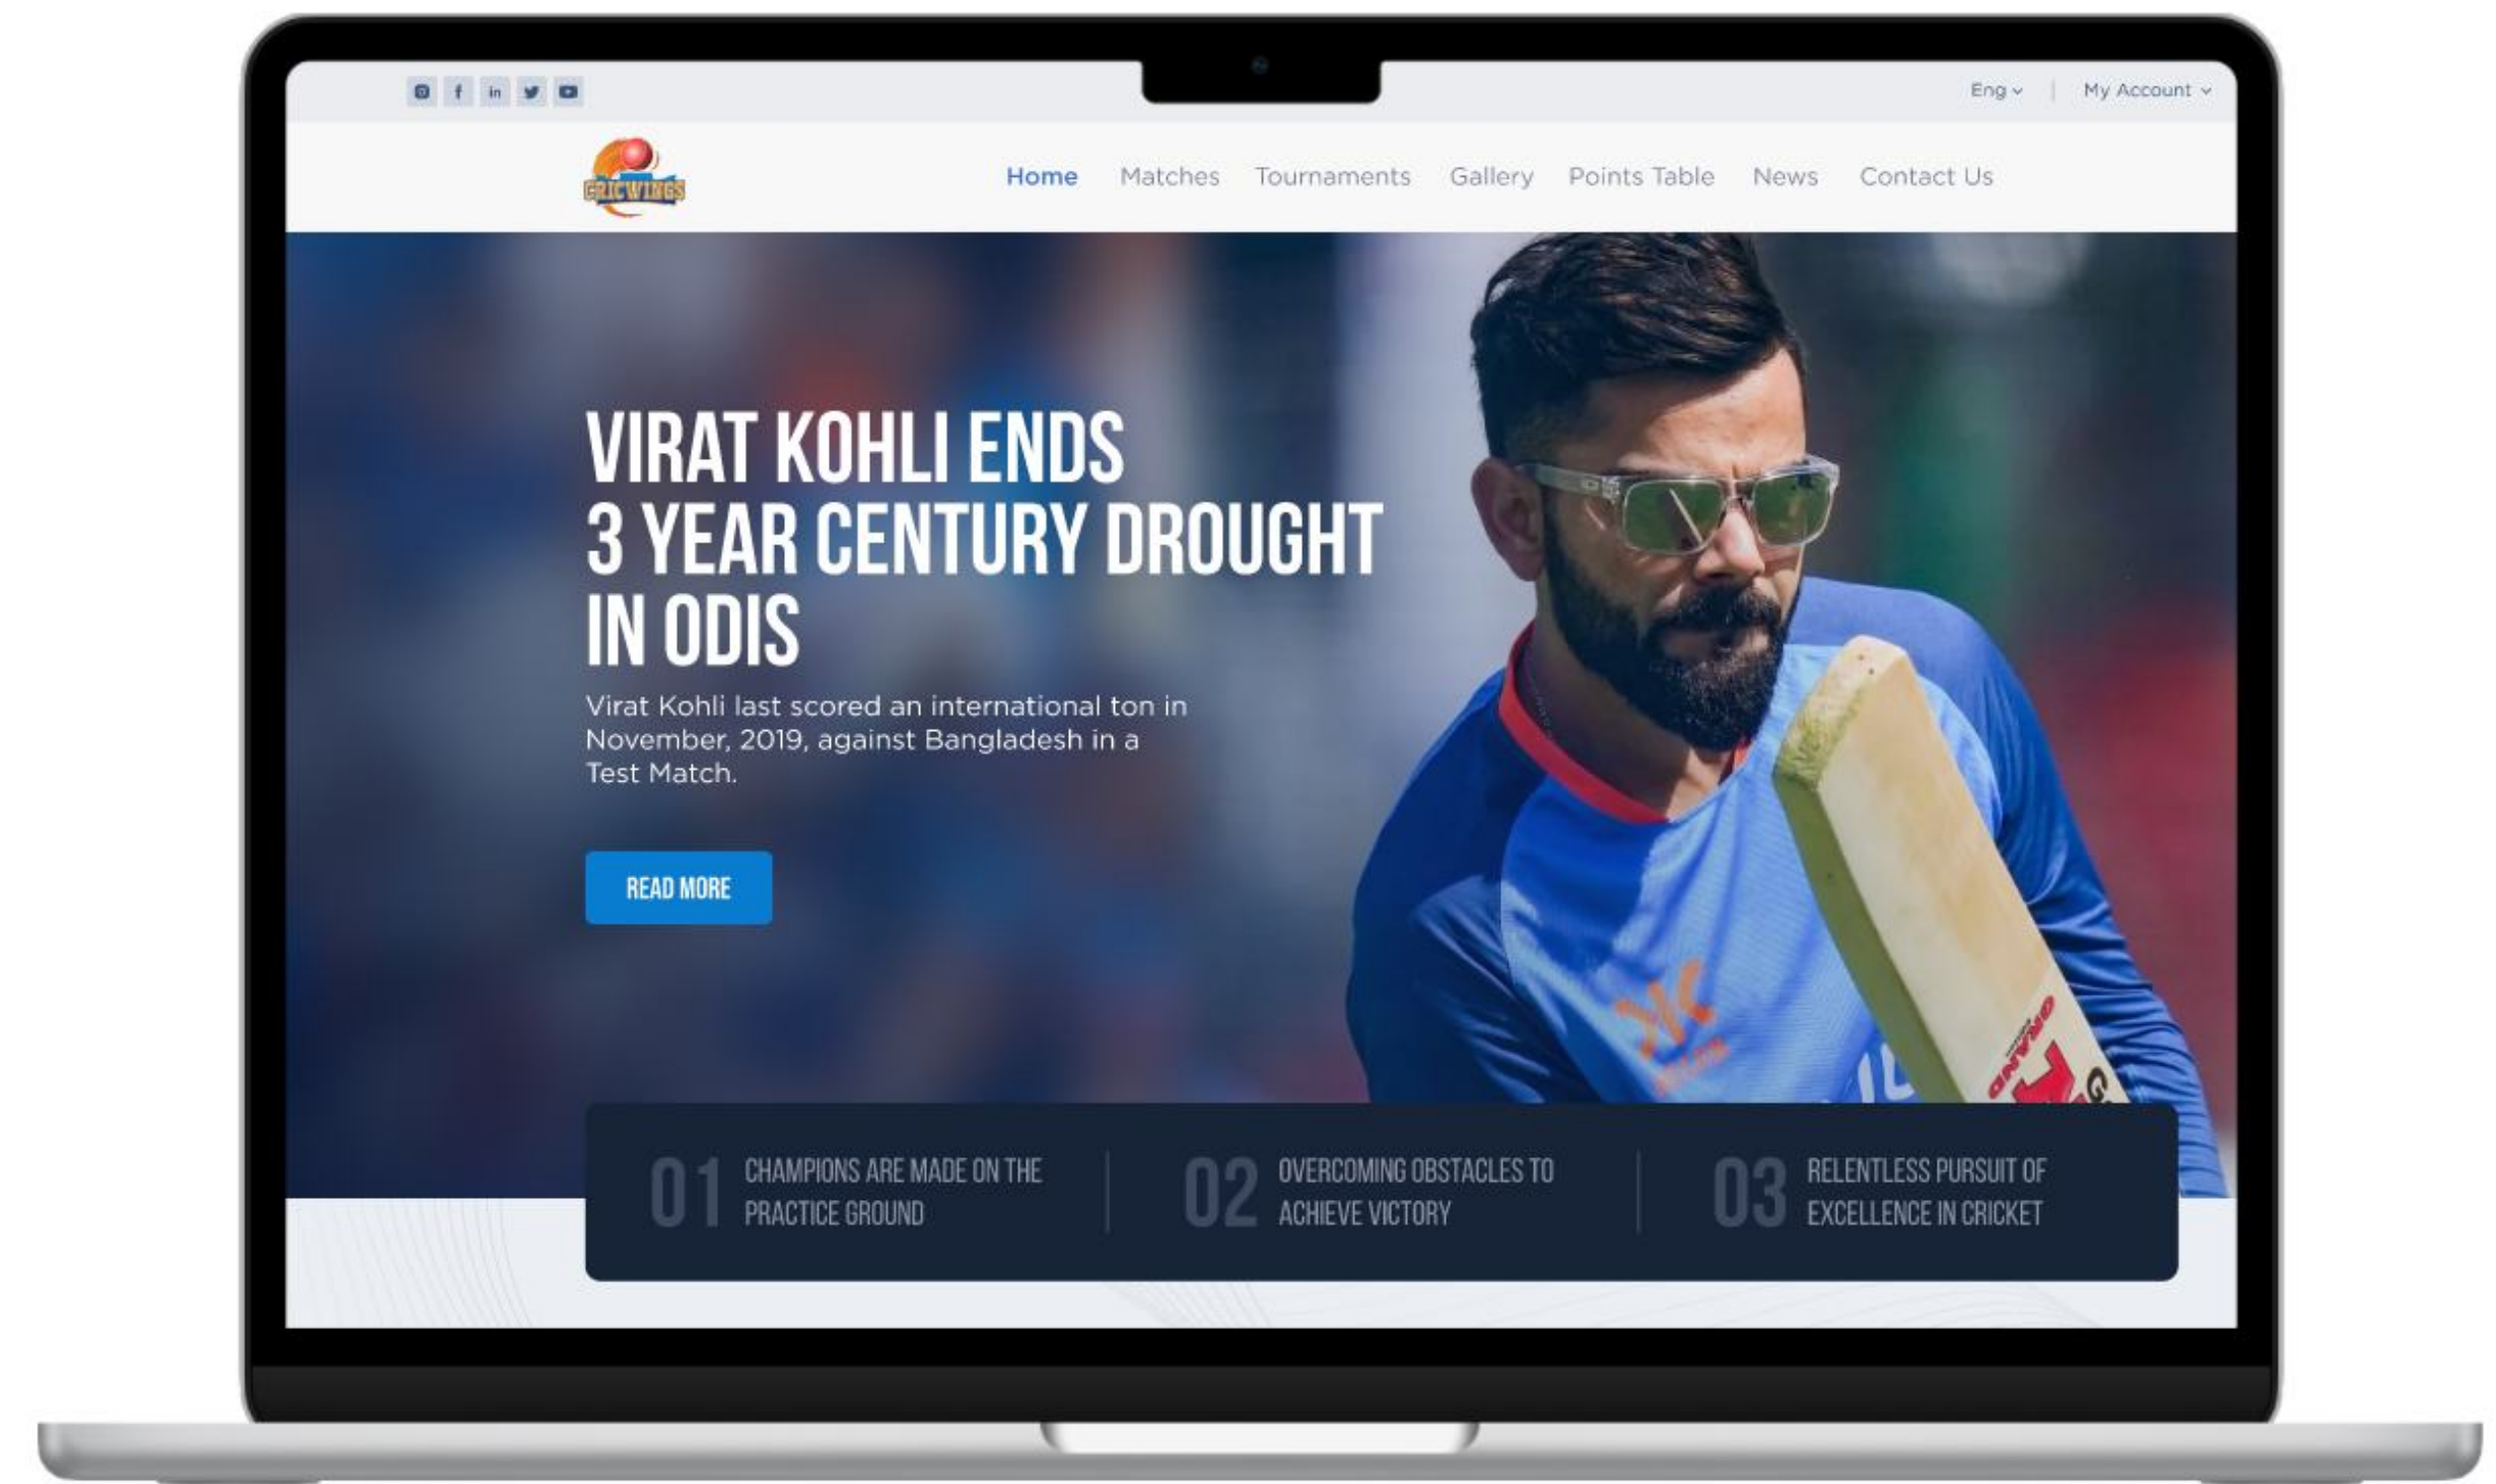 Eng
My Account
CRICWINGS
Home
Matches
Tournaments
Gallery
Points Table
News
Contact Us
VIRAT KOHLI ENDS
3 YEAR CENTURY DROUGHT
IN ODIS
Virat Kohli last scored an international ton in
November, 2019, against Bangladesh in a
Test Match.
READ MORE
GRAND
01
CHAMPIONS ARE MADE ON THE
PRACTICE GROUND
02
OVERCOMING OBSTACLES TO
ACHIEVE VICTORY
03
RELENTLESS PURSUIT OF
EXCELLENCE IN CRICKET